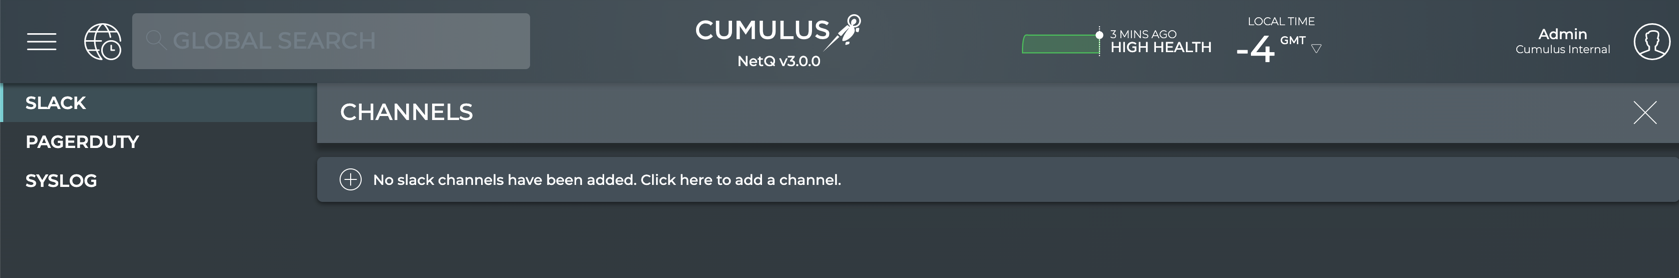 GLOBAL SEARCH
CUMULUS
NetQ v3.0.0
3 MINS AGO
HIGH HEALTH
LOCAL TIME
-4 GMT
Admin
Cumulus Internal
SLACK
PAGERDUTY
SYSLOG
CHANNELS
No slack channels have been added. Click here to add a channel.